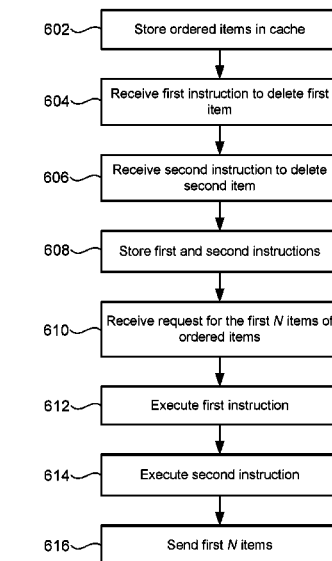 602 Store ordered items in cache
604 Receive first instruction to delete first
item
606 Receive second instruction to delete
second item
608 Store first and second instructions
610 Receive request for the first N items of
ordered items
612 Execute first instruction
614 Execute second instruction
616 Send first N items